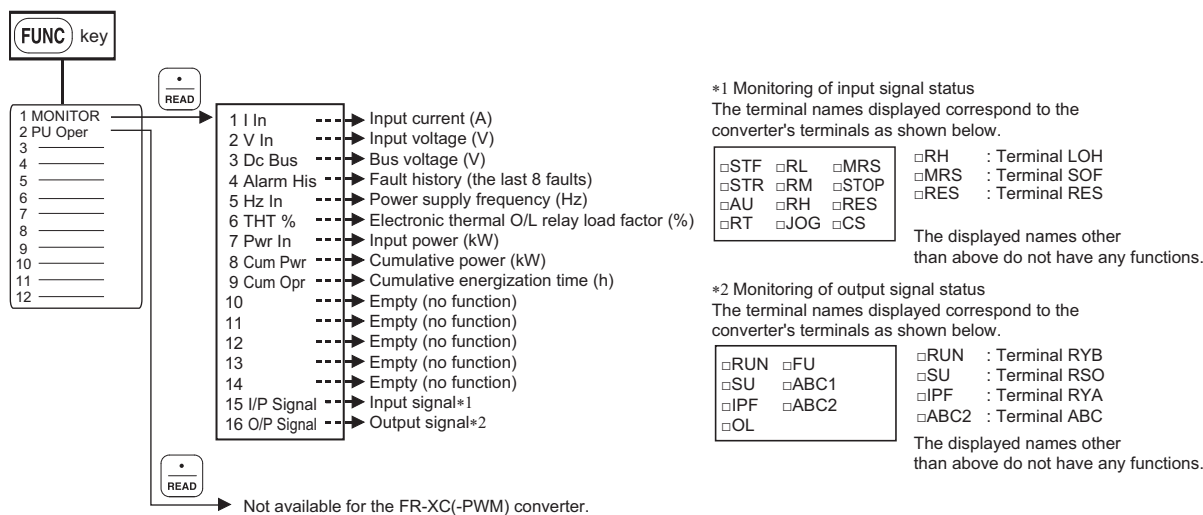 FUNC key
READ
1 MONITOR
2 PU Oper
3
4
5
6
7
8
9
10
11
12
1 I In Input current (A)
2 V In Input voltage (V)
3 Dc Bus Bus voltage (V)
4 Alarm His Fault history (the last 8 faults)
5 Hz In Power supply frequency (Hz)
6 THT % Electronic thermal O/L relay load factor (%)
7 Pwr In Input power (kW)
8 Cum Pwr Cumulative power (kW)
9 Cum Opr Cumulative energization time (h)
10 Empty (no function)
11 Empty (no function)
12 Empty (no function)
13 Empty (no function)
14 Empty (no function)
15 I/P Signal Input signal*1
16 O/P Signal Output signal*2
READ
Not available for the FR-XC(-PWM) converter.
*1 Monitoring of input signal status
The terminal names displayed correspond to the
converter's terminals as shown below.
□STF □RL □MRS
□STR □RM □STOP
□AU □RH □RES
□RT □JOG □CS
□RH : Terminal LOH
□MRS : Terminal SOF
□RES : Terminal RES
The displayed names other
than above do not have any functions.
*2 Monitoring of output signal status
The terminal names displayed correspond to the
converter's terminals as shown below.
□RUN □FU
□SU □ABC1
□IPF □ABC2
□OL
□RUN : Terminal RYB
□SU : Terminal RSO
□IPF : Terminal RYA
□ABC2 : Terminal ABC
The displayed names other
than above do not have any functions.